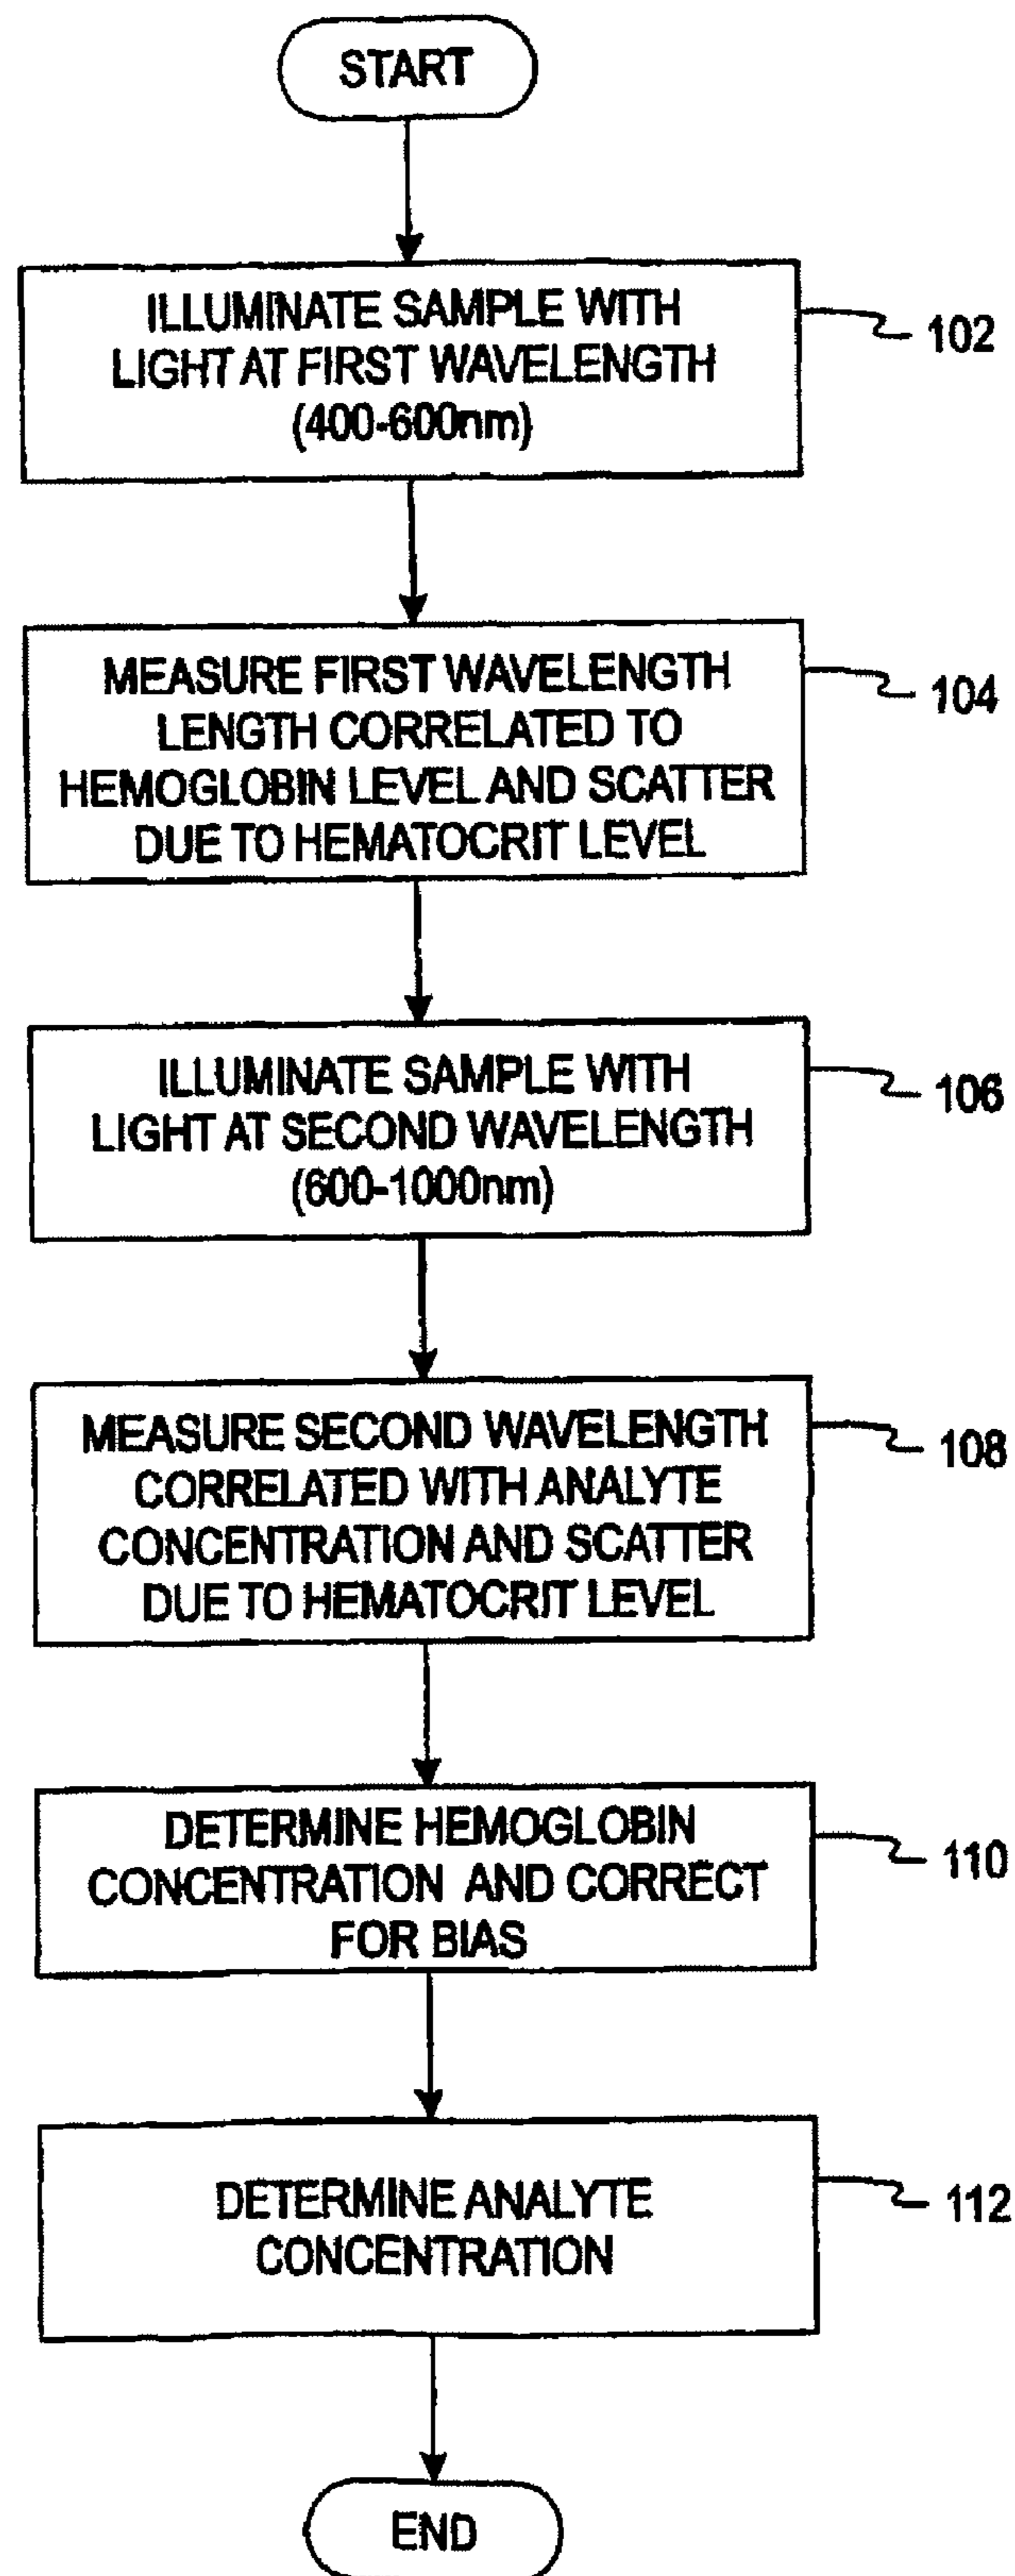 START
ILLUMINATE SAMPLE WITH
LIGHT AT FIRST WAVELENGTH
(400-600nm)
102
MEASURE FIRST WAVELENGTH
LENGTH CORRELATED TO
HEMOGLOBIN LEVEL AND SCATTER
DUE TO HEMATOCRIT LEVEL
104
ILLUMINATE SAMPLE WITH
LIGHT AT SECOND WAVELENGTH
(600-1000nm)
106
MEASURE SECOND WAVELENGTH
CORRELATED WITH ANALYTE
CONCENTRATION AND SCATTER
DUE TO HEMATOCRIT LEVEL
108
DETERMINE HEMOGLOBIN
CONCENTRATION AND CORRECT
FOR BIAS
110
DETERMINE ANALYTE
CONCENTRATION
112
END